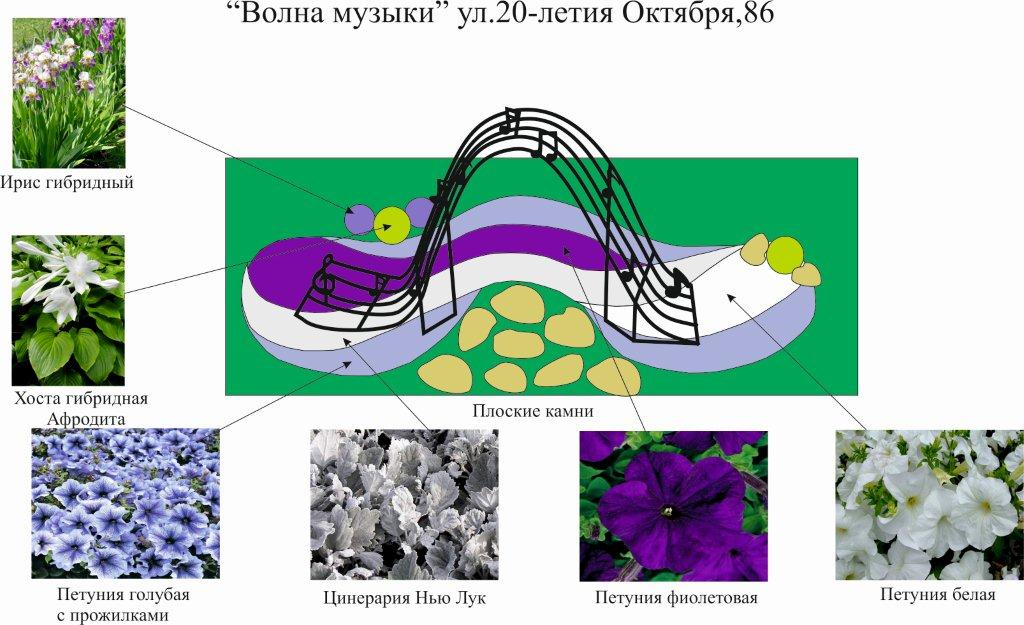 “Волна музыки” ул.20-летия Октября,86
Ирис гибридный
Хоста гибридная
Афродита
Плоские камни
Петуния голубая
с прожилками
Цинерария Нью Лук
Петуния фиолетовая
Петуния белая